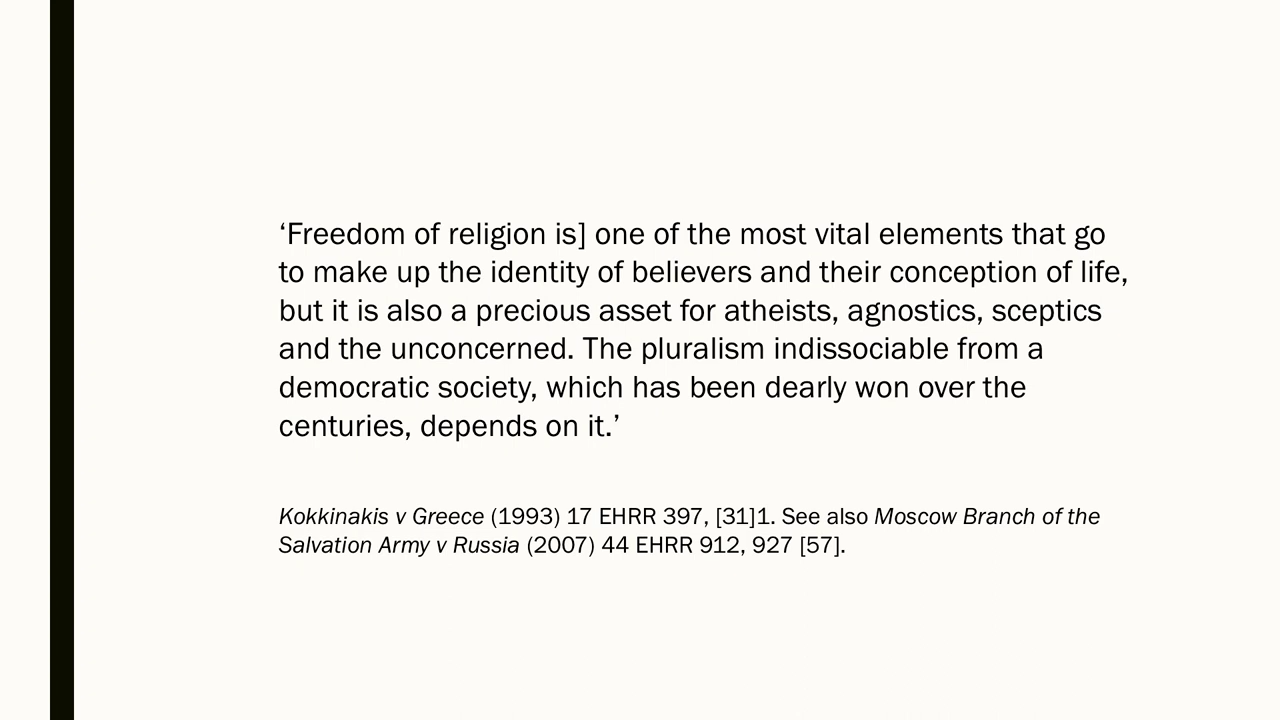 ‘Freedom of religion is] one of the most vital elements that go
to make up the identity of believers and their conception of life,
but it is also a precious asset for atheists, agnostics, sceptics
and the unconcerned. The pluralism indissociable from a
democratic society, which has been dearly won over the
centuries, depends on it.’
Kokkinakis v Greece (1993) 17 EHRR 397, [31]1. See also Moscow Branch of the
Salvation Army v Russia (2007) 44 EHRR 912, 927 [57].